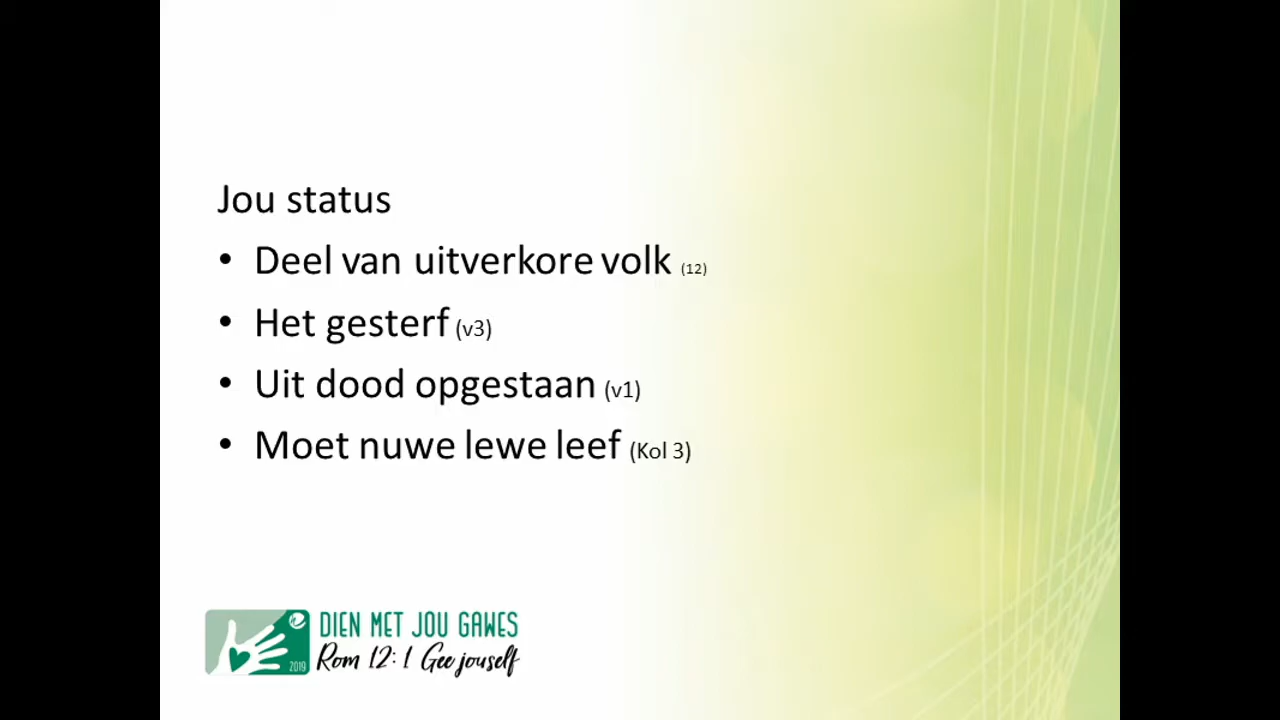 Jou status
• Deel van uitverkore volk (12)
• Het gesterf (v3)
• Uit dood opgestaan (v1)
• Moet nuwe lewe leef (Kol 3)
DIEN MET JOU GAWES
2019 Rom 12:1 Gee jouself